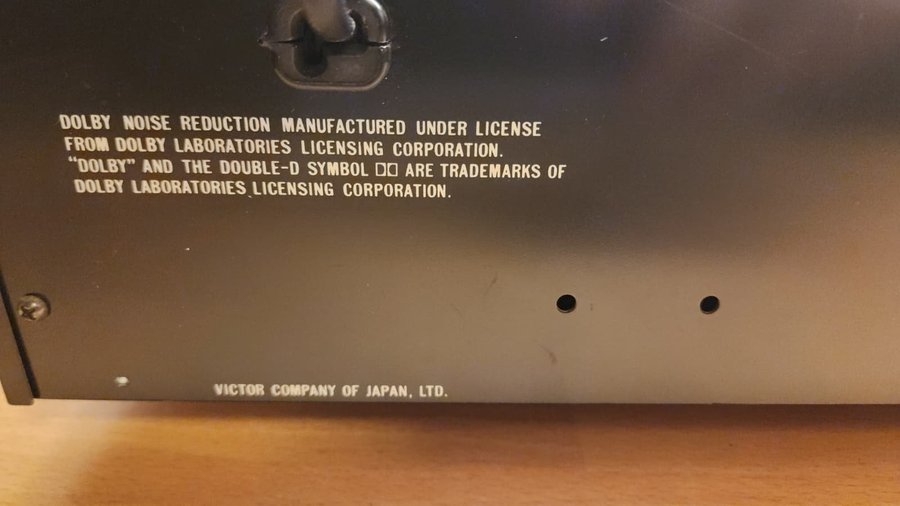 DOLBY NOISE REDUCTION MANUFACTURED UNDER LICENSE
FROM DOLBY LABORATORIES LICENSING CORPORATION.
"DOLBY" AND THE DOUBLE-D SYMBOL □□ ARE TRADEMARKS OF
DOLBY LABORATORIES LICENSING CORPORATION.
VICTOR COMPANY OF JAPAN, LTD.